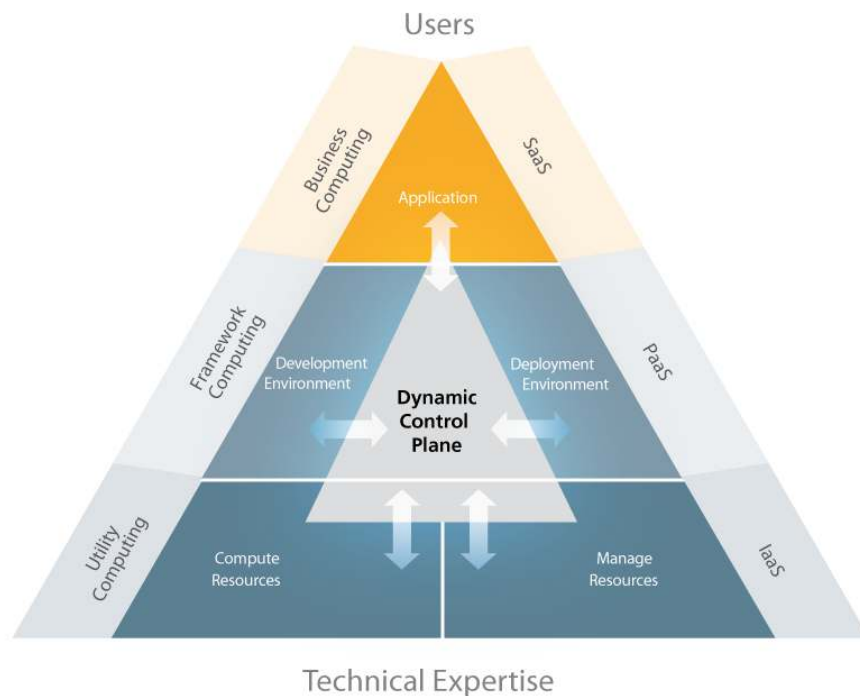 Users
Business
Computing
SaaS
Application
Framework
Computing
PaaS
Development
Environment
Deployment
Environment
Dynamic
Control
Plane
Utility
Computing
IaaS
Compute
Resources
Manage
Resources
Technical Expertise